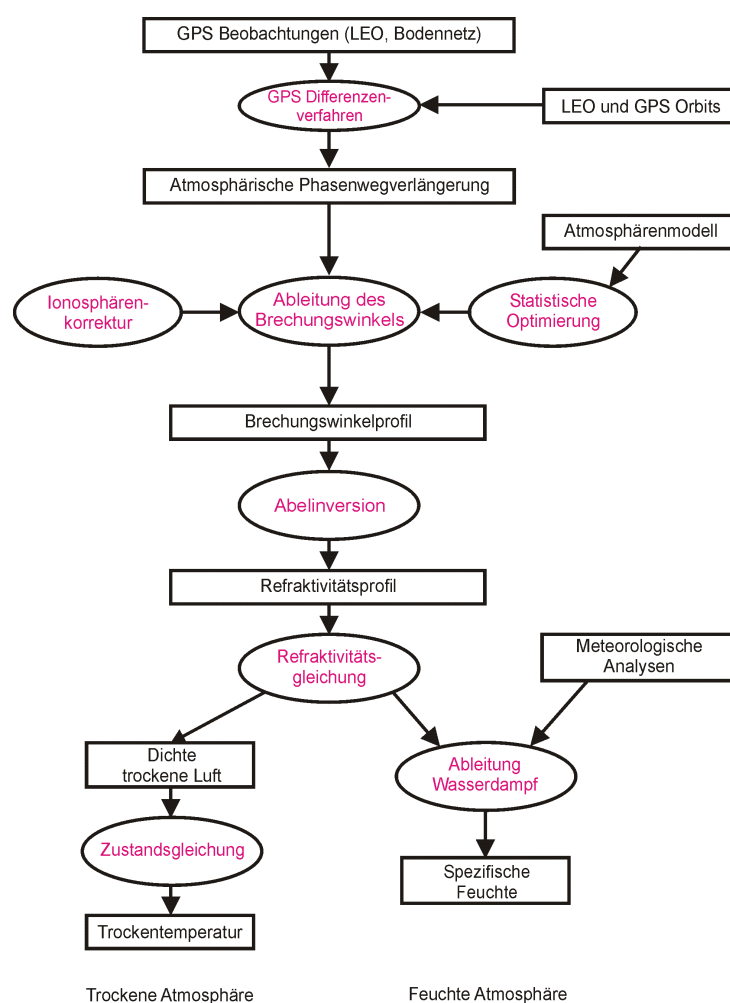 GPS Beobachtungen (LEO, Bodennetz)
GPS Differenzen-
verfahren
LEO und GPS Orbits
Atmosphärische Phasenwegverlängerung
Atmosphärenmodell
Ionosphären-
korrektur
Ableitung des
Brechungswinkels
Statistische
Optimierung
Brechungswinkelprofil
Abelinversion
Refraktivitätsprofil
Refraktivitäts-
gleichung
Meteorologische
Analysen
Dichte
trockene Luft
Ableitung
Wasserdampf
Zustandsgleichung
Spezifische
Feuchte
Trockentemperatur
Trockene Atmosphäre
Feuchte Atmosphäre